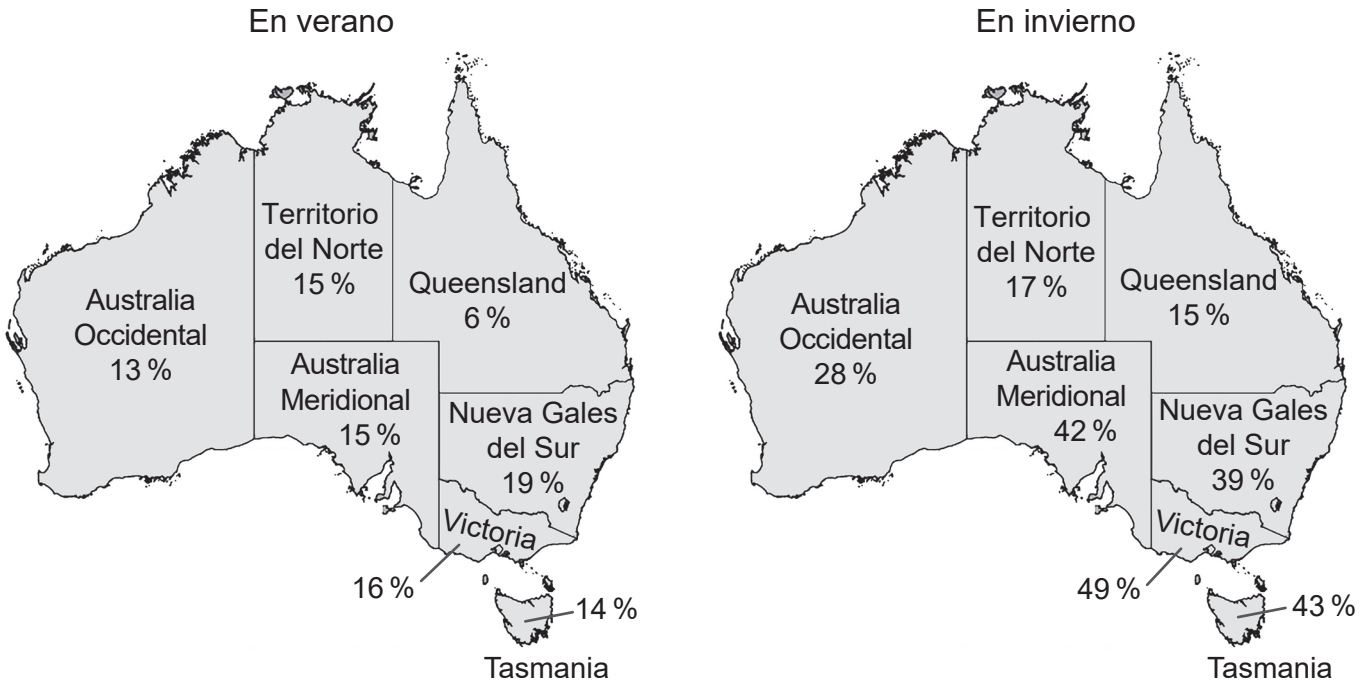 En verano
Territorio
del Norte
15 %
Queensland
6 %
Australia
Occidental
13 %
Australia
Meridional
15 %
Nueva Gales
del Sur
19 %
Victoria
16 %
14 %
Tasmania
En invierno
Territorio
del Norte
17 %
Queensland
15 %
Australia
Occidental
28 %
Australia
Meridional
42 %
Nueva Gales
del Sur
39 %
Victoria
49 %
43 %
Tasmania